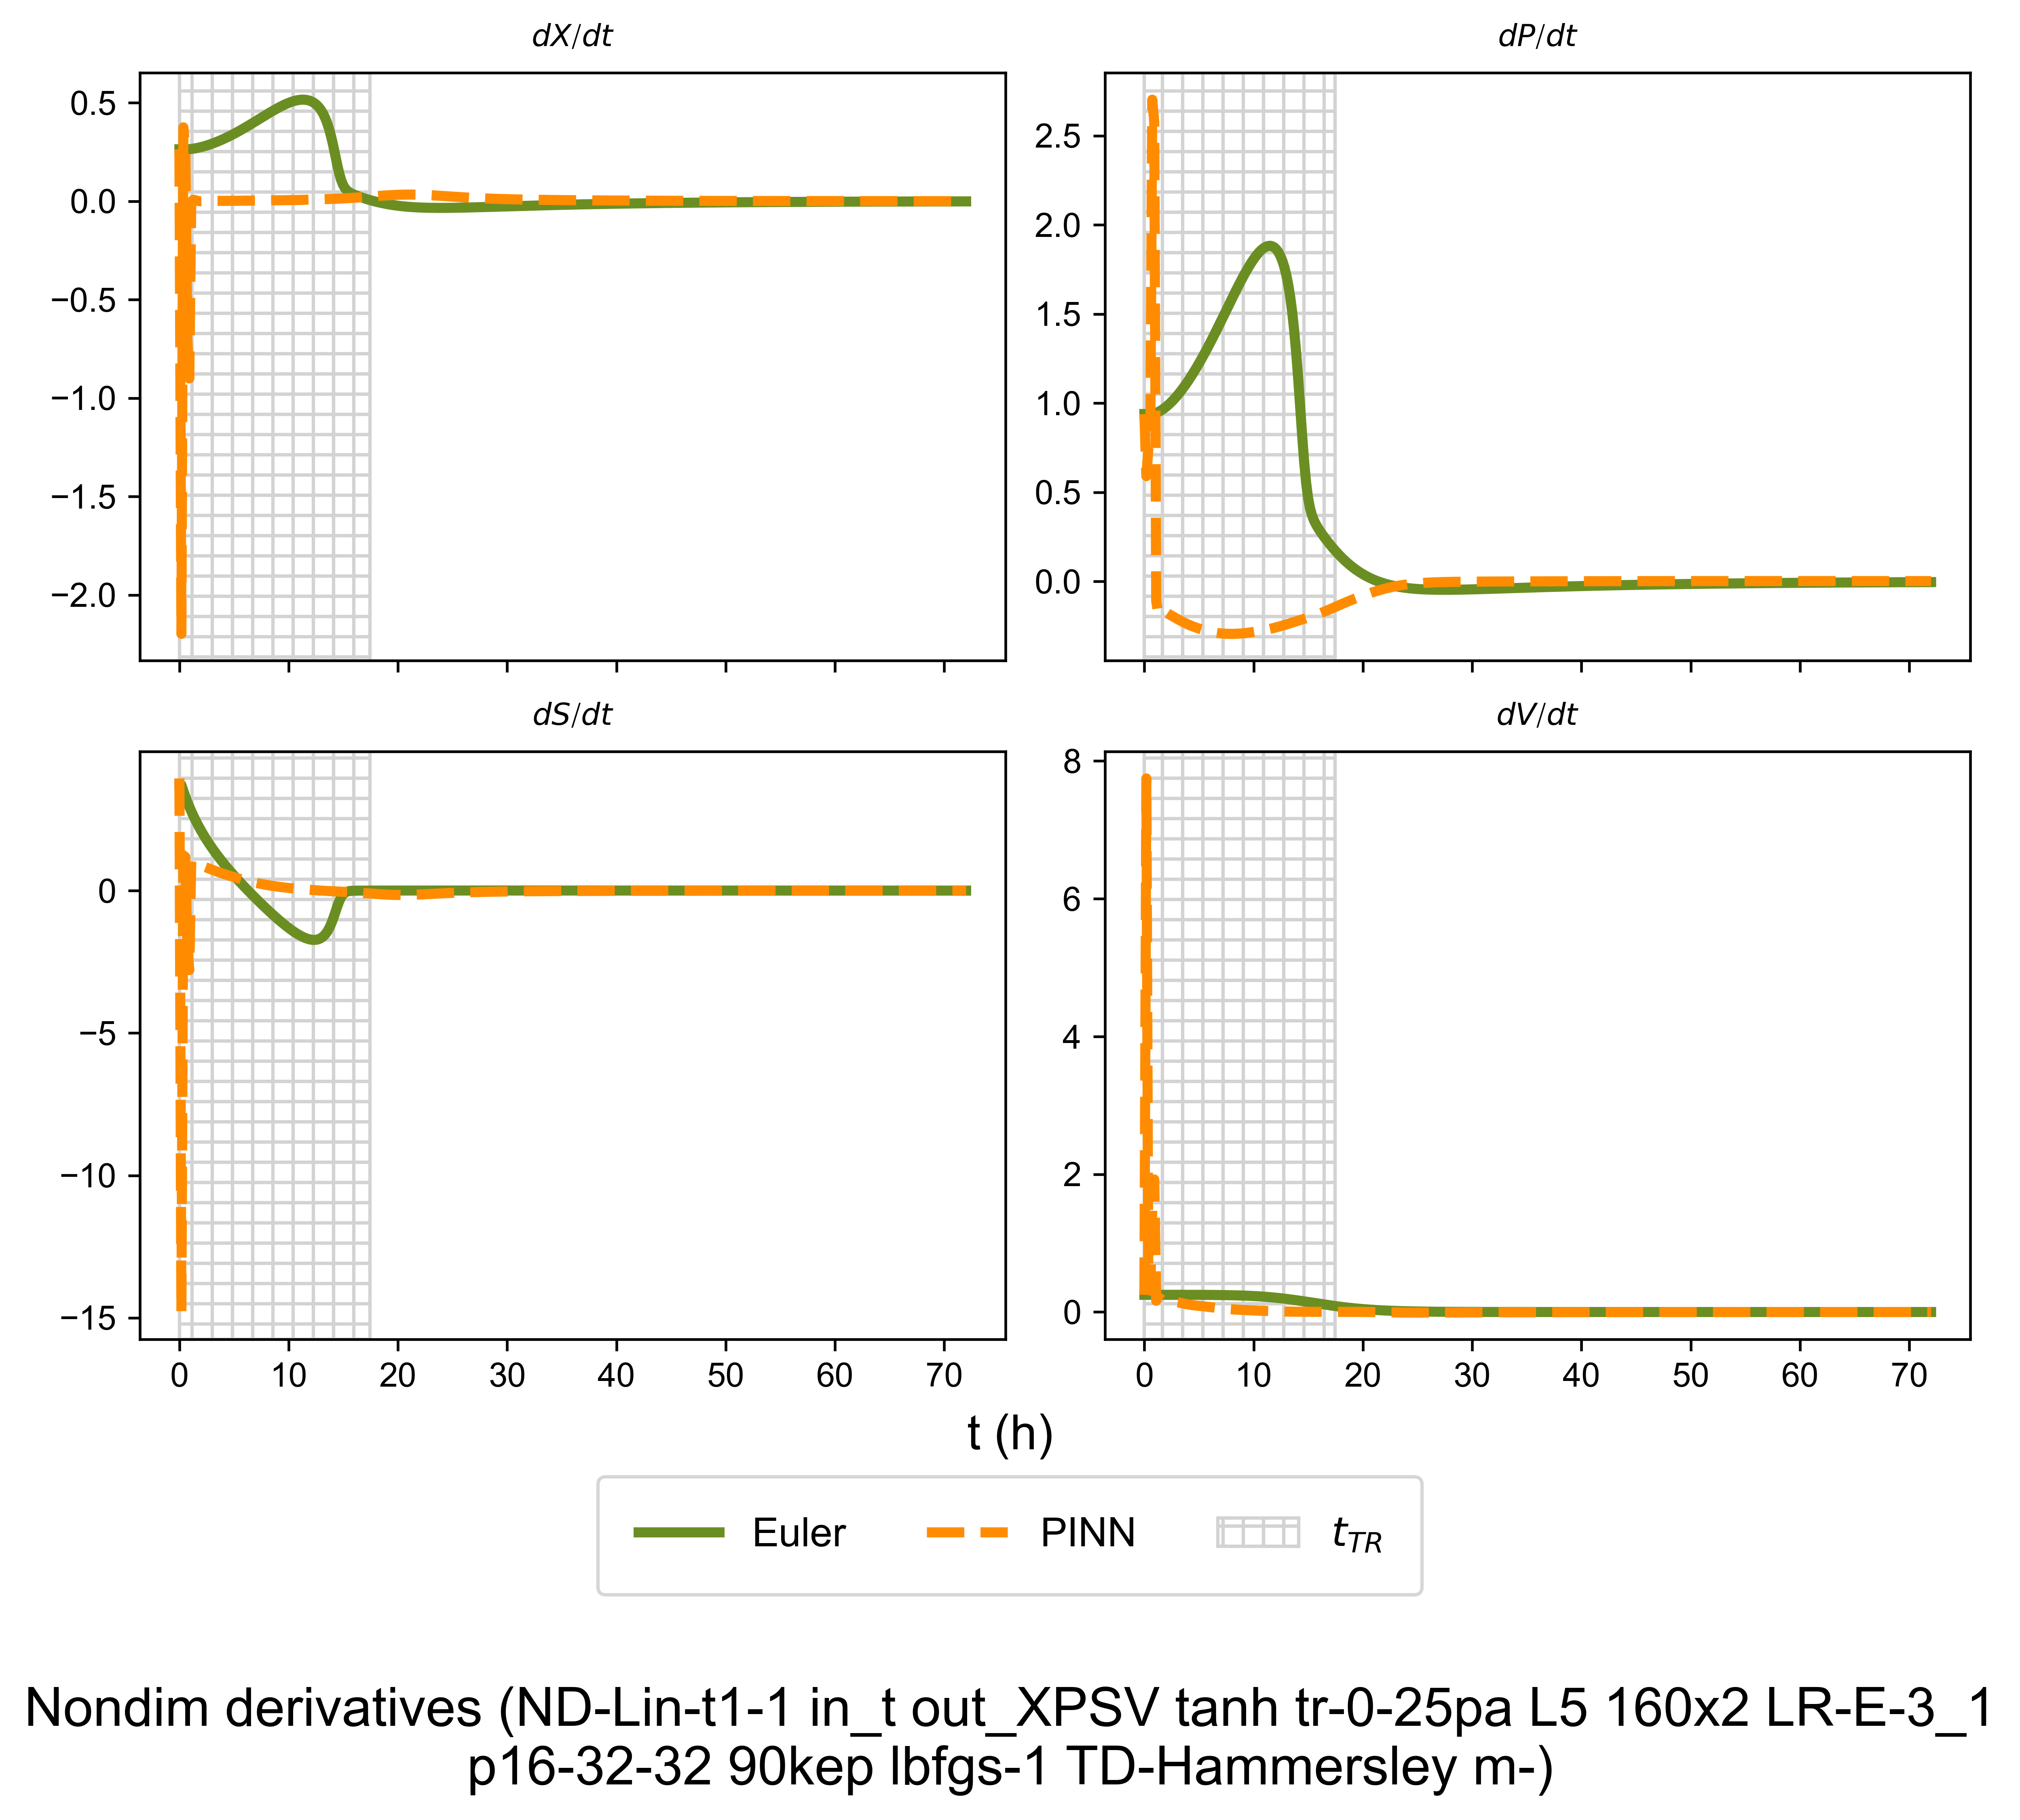 dX/dt
dP/dt
0.5
0.0
−0.5
−1.0
−1.5
−2.0
2.5
2.0
1.5
1.0
0.5
0.0
dS/dt
dV/dt
0
−5
−10
−15
0 10 20 30 40 50 60 70
8
6
4
2
0
0 10 20 30 40 50 60 70
t (h)
Euler PINN t_TR
Nondim derivatives (ND-Lin-t1-1 in_t out_XPSV tanh tr-0-25pa L5 160x2 LR-E-3_1
p16-32-32 90kep lbfgs-1 TD-Hammersley m-)